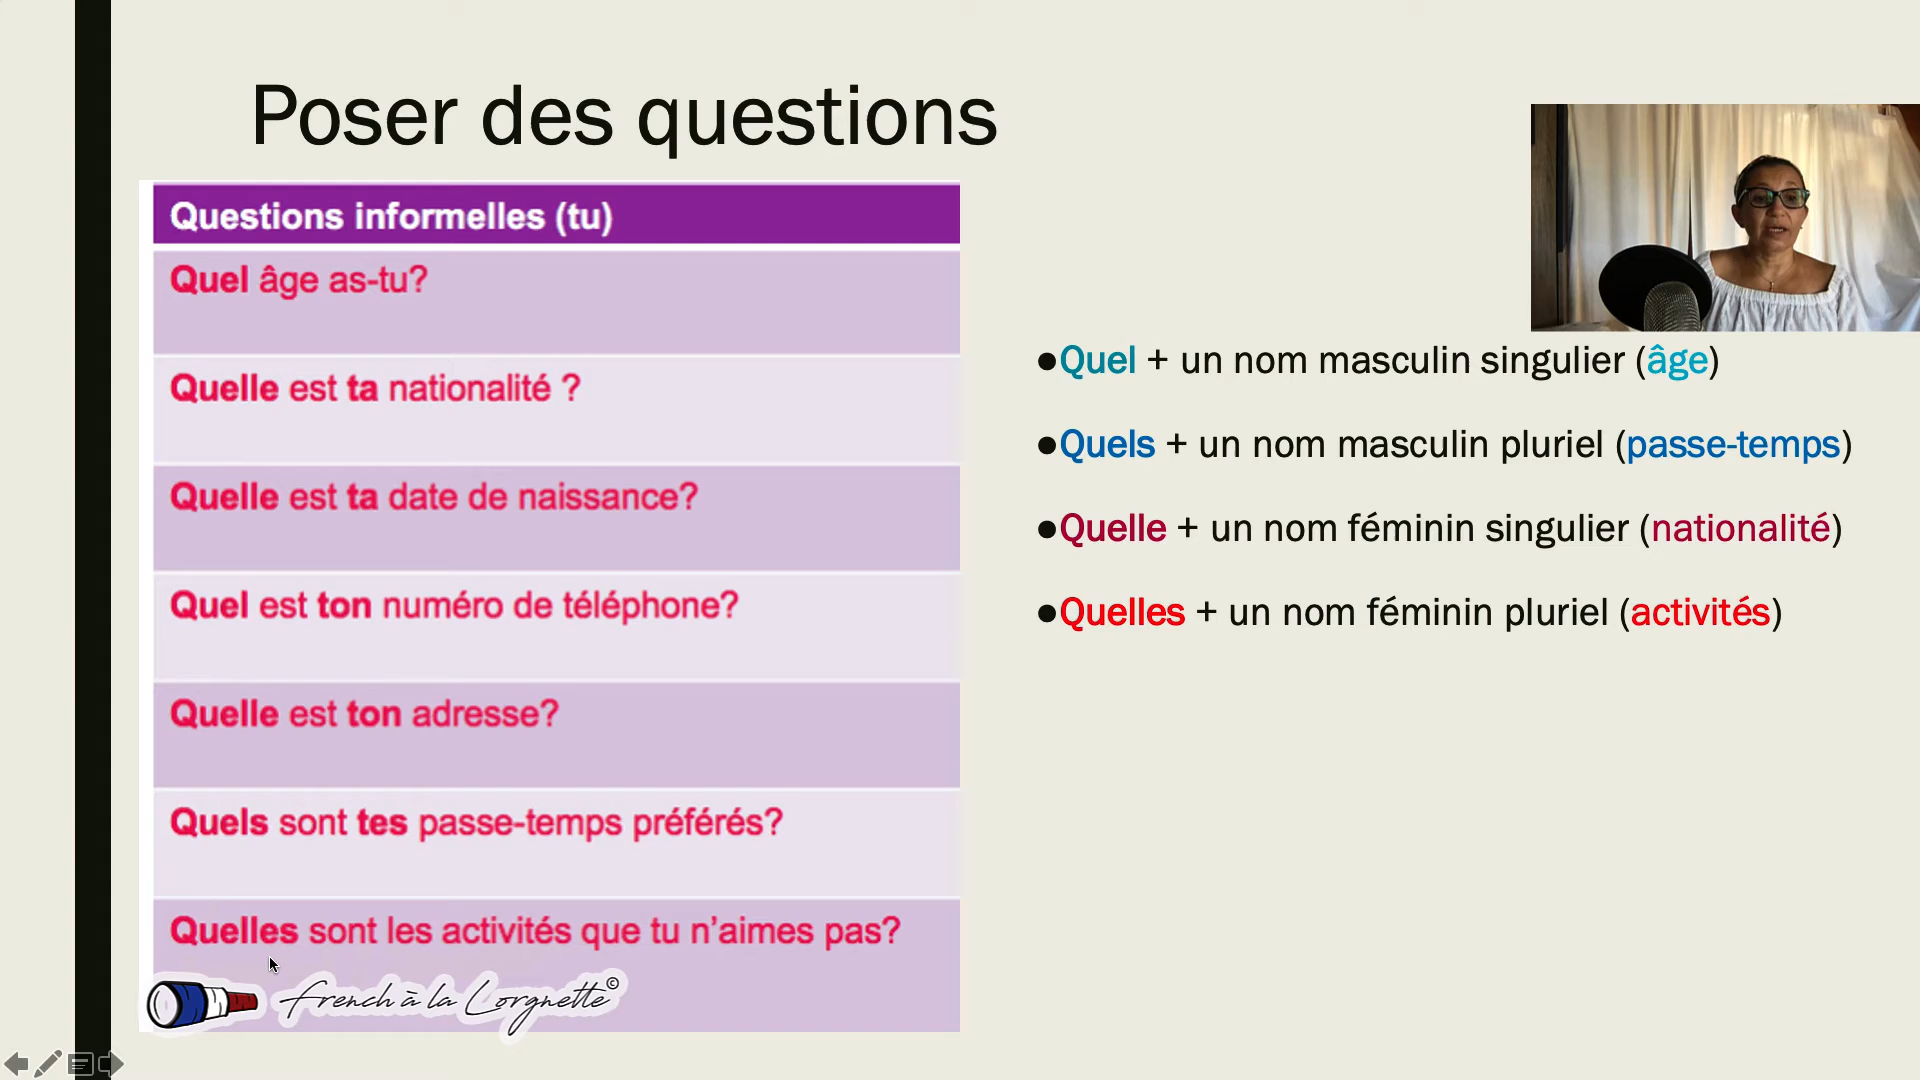 Poser des questions
Questions informelles (tu)
Quel âge as-tu?
Quelle est ta nationalité ?
Quelle est ta date de naissance?
Quel est ton numéro de téléphone?
Quelle est ton adresse?
Quels sont tes passe-temps préférés?
Quelles sont les activités que tu n'aimes pas?
French à la Lorgnette©
●Quel + un nom masculin singulier (âge)
●Quels + un nom masculin pluriel (passe-temps)
●Quelle + un nom féminin singulier (nationalité)
●Quelles + un nom féminin pluriel (activités)